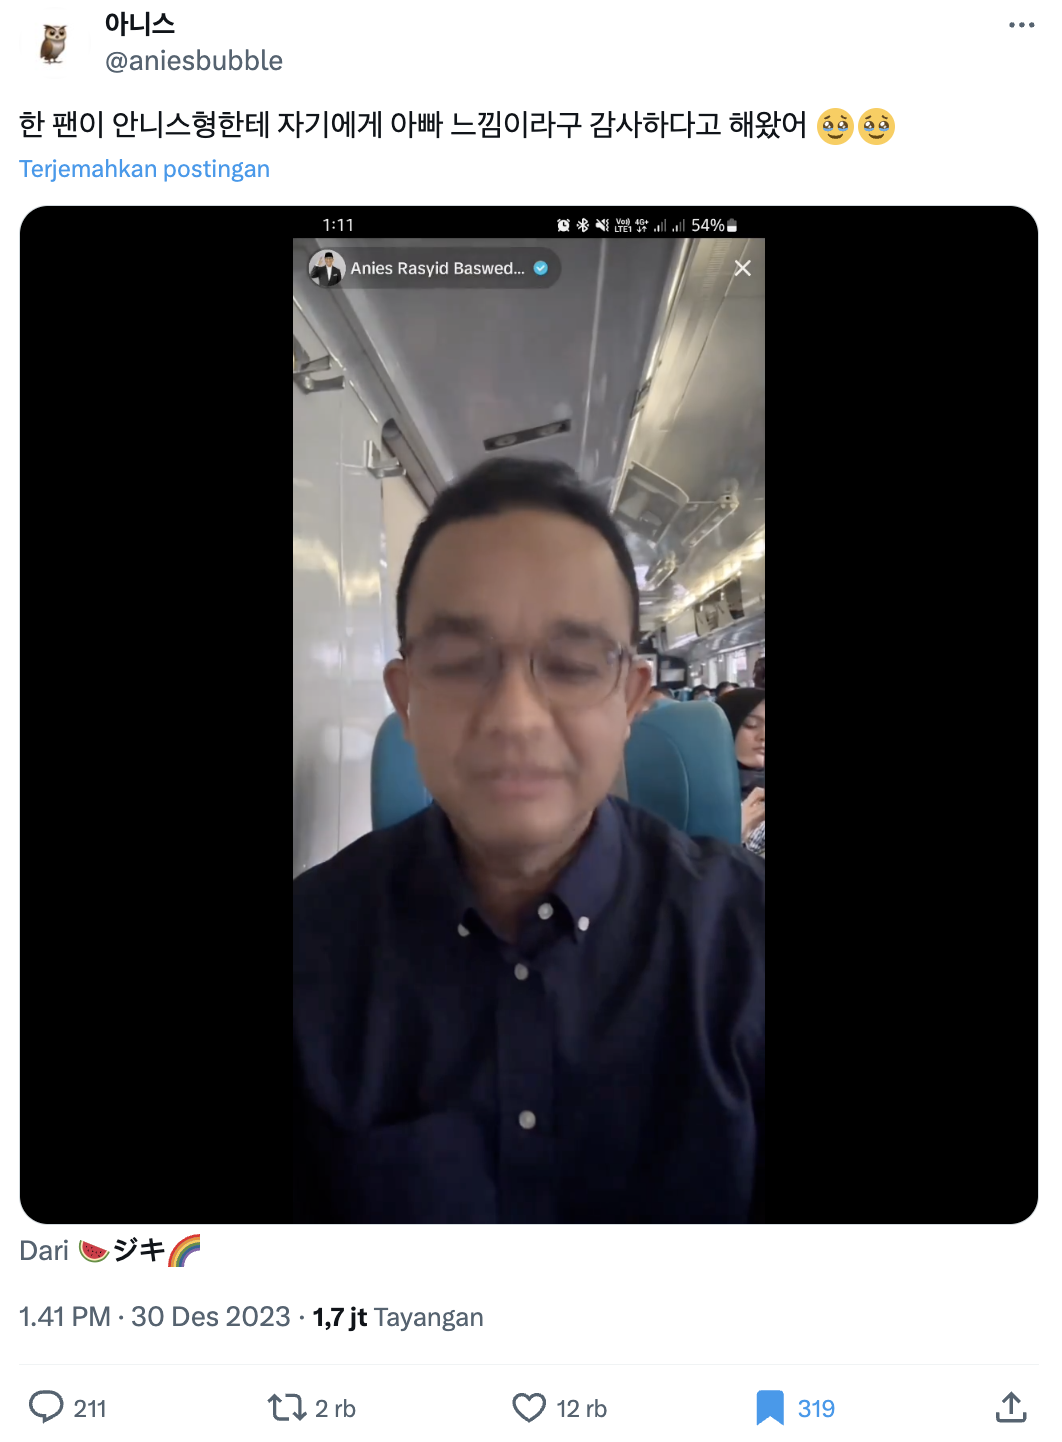 아니스
@aniesbubble
한 팬이 안니스형한테 자기에게 아빠 느낌이라구 감사하다고 해왔어 🥹🥹
Terjemahkan postingan
1:11 Vo)) LTE1 4G+ 54%
Anies Rasyid Baswed...
Dari 🍉ジキ🌈
1.41 PM · 30 Des 2023 · 1,7 jt Tayangan
211 2 rb 12 rb 319